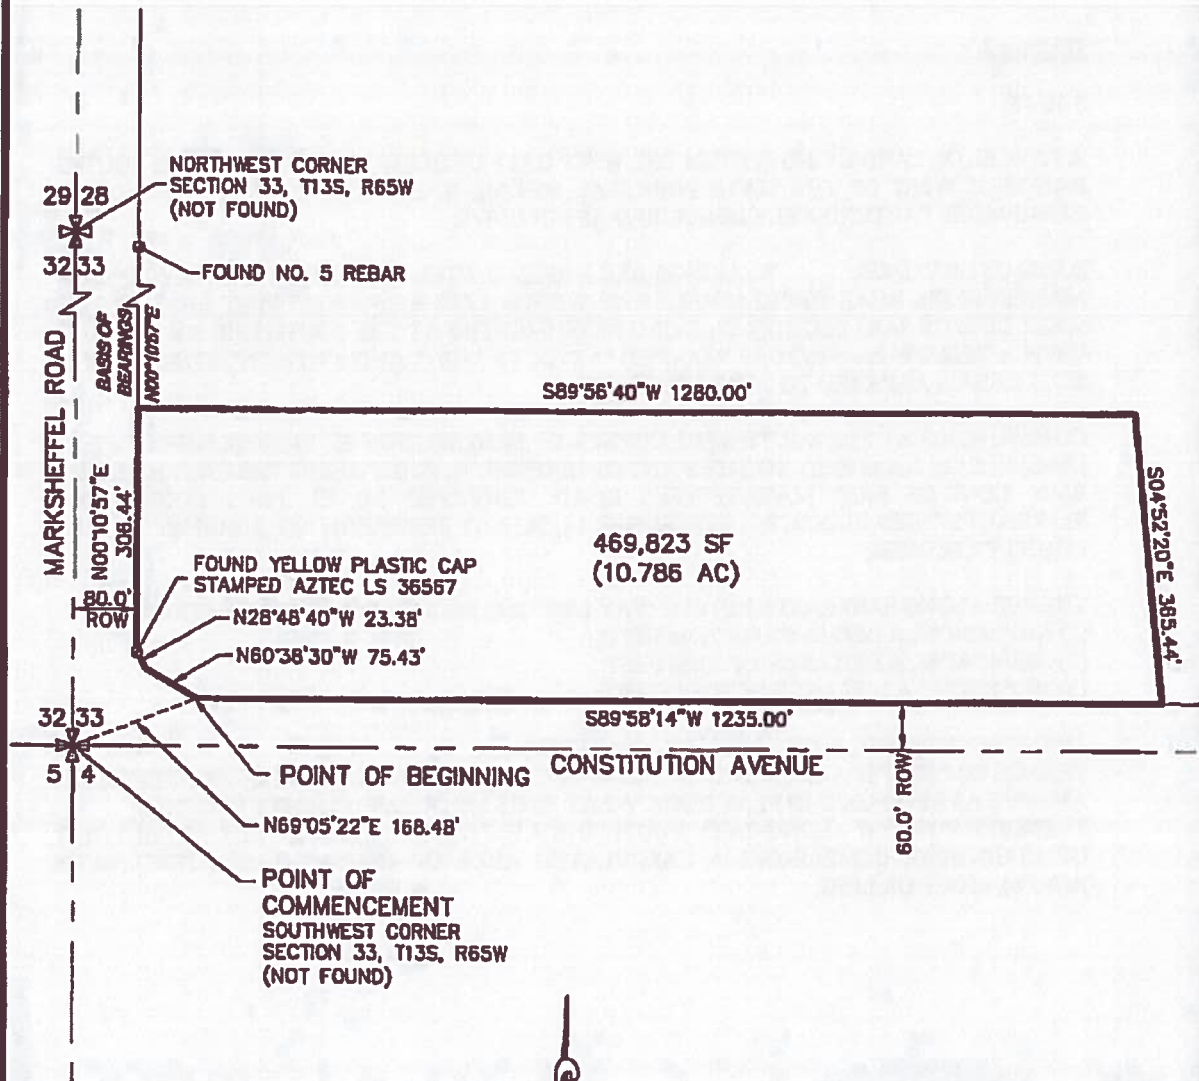 NORTHWEST CORNER
SECTION 33, T13S, R65W
(NOT FOUND)
29 28
32 33
FOUND NO. 5 REBAR
MARKSHEFFEL ROAD
BASIS OF
BEARINGS
N00°10'57"E
S89°56'40"W 1280.00'
N00°10'57"E
306.44'
S04°52'20"E 365.44'
469,823 SF
(10.786 AC)
FOUND YELLOW PLASTIC CAP
STAMPED AZTEC LS 36567
80.0'
ROW
N28°48'40"W 23.38'
N60°38'30"W 75.43'
32 33
5 4
S89°58'14"W 1235.00'
POINT OF BEGINNING
CONSTITUTION AVENUE
60.0' ROW
N69°05'22"E 168.48'
POINT OF
COMMENCEMENT
SOUTHWEST CORNER
SECTION 33, T13S, R65W
(NOT FOUND)